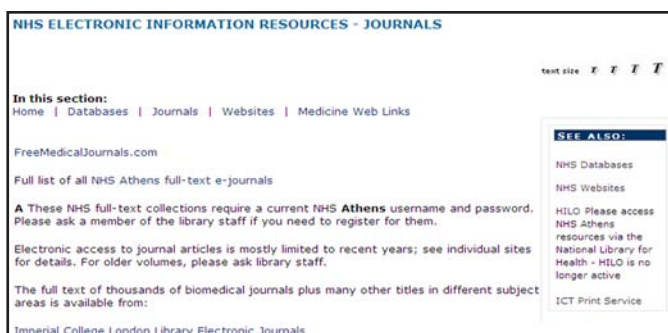 NHS ELECTRONIC INFORMATION RESOURCES - JOURNALS
text size T T T T
In this section:
Home | Databases | Journals | Websites | Medicine Web Links
FreeMedicalJournals.com
Full list of all NHS Athens full-text e-journals
A These NHS full-text collections require a current NHS Athens username and password.
Please ask a member of the library staff if you need to register for them.
Electronic access to journal articles is mostly limited to recent years; see individual sites
for details. For older volumes, please ask library staff.
The full text of thousands of biomedical journals plus many other titles in different subject
areas is available from:
Imperial College London Library Electronic Journals
SEE ALSO:
NHS Databases
NHS Websites
HILO Please access
NHS Athens
resources via the
National Library for
Health - HILO is no
longer active
ICT Print Service